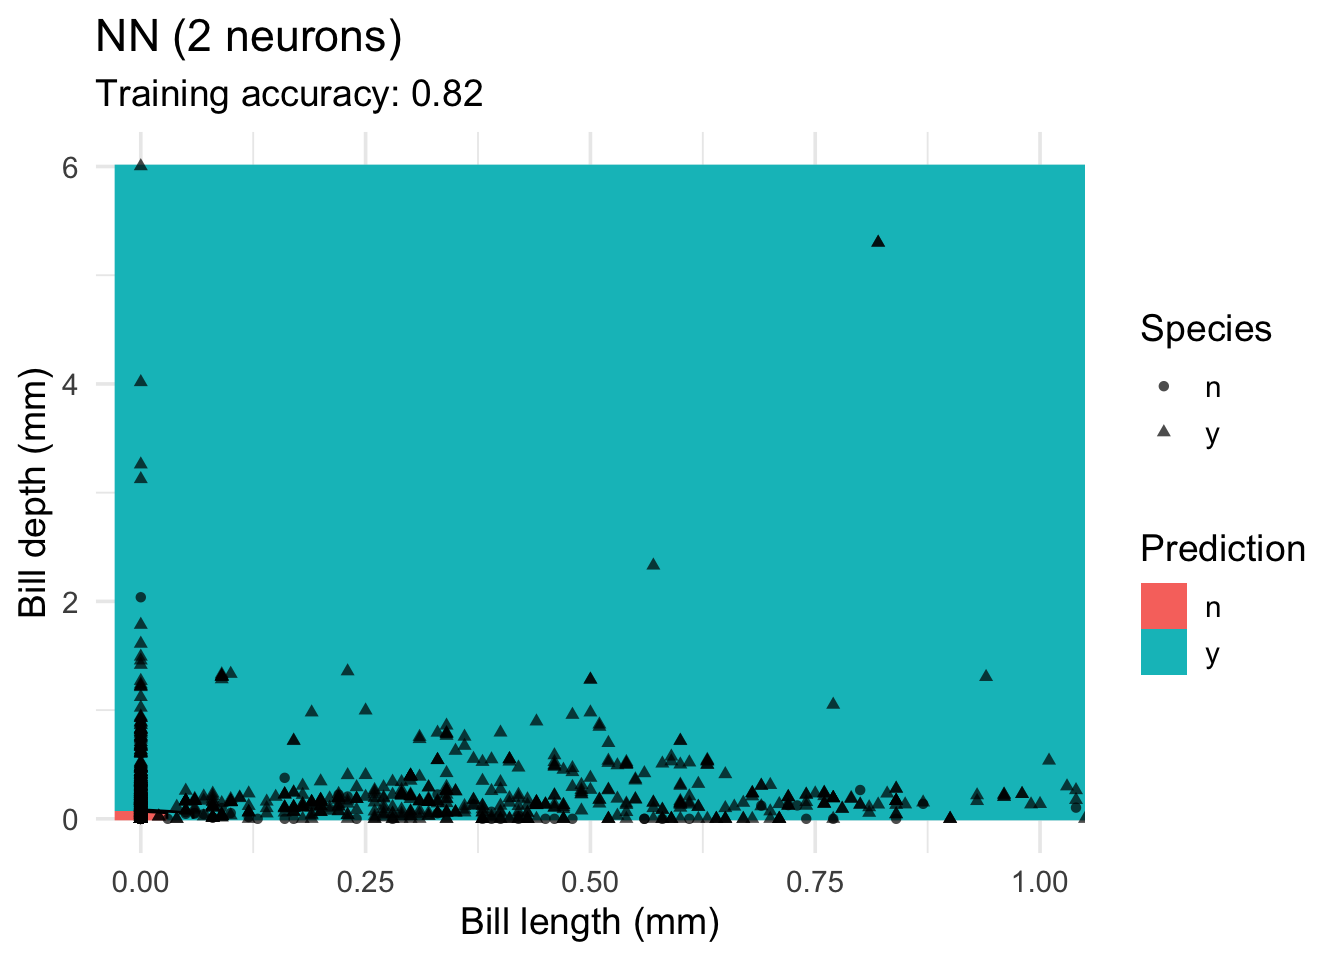 NN (2 neurons)
Training accuracy: 0.82
6
4
2
0
Bill depth (mm)
0.00 0.25 0.50 0.75 1.00
Bill length (mm)
Species
n
y
Prediction
n
y